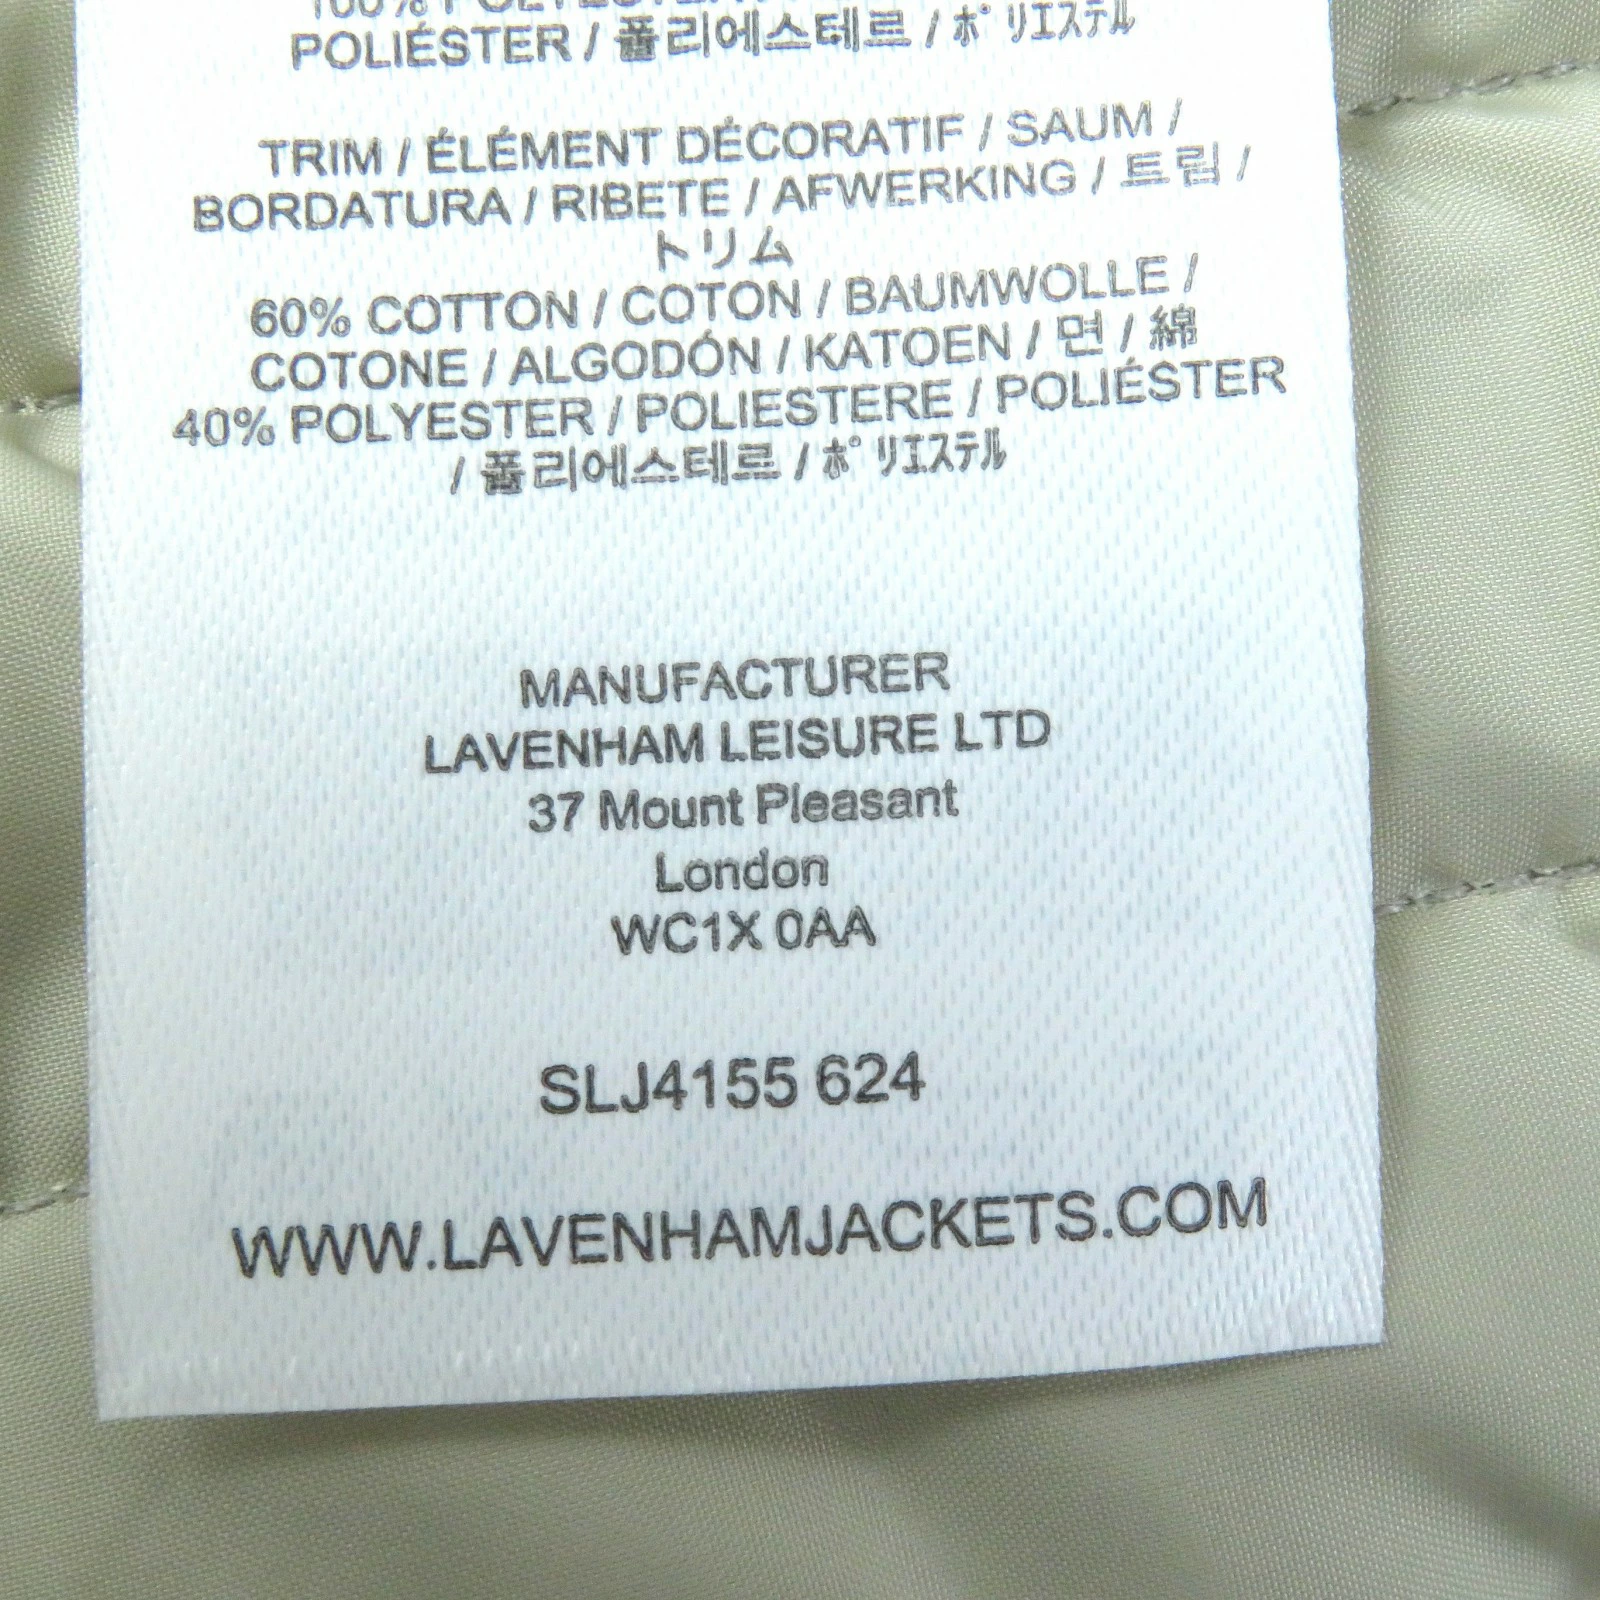 100% POLYESTER
POLIÉSTER / 폴리에스테르 / ポリエステル
TRIM / ÉLÉMENT DÉCORATIF / SAUM /
BORDATURA / RIBETE / AFWERKING / 트림 /
トリム
60% COTTON / COTON / BAUMWOLLE /
COTONE / ALGODÓN / KATOEN / 면 / 綿
40% POLYESTER / POLIESTERE / POLIÉSTER
/ 폴리에스테르 / ポリエステル
MANUFACTURER
LAVENHAM LEISURE LTD
37 Mount Pleasant
London
WC1X 0AA
SLJ4155 624
WWW.LAVENHAMJACKETS.COM